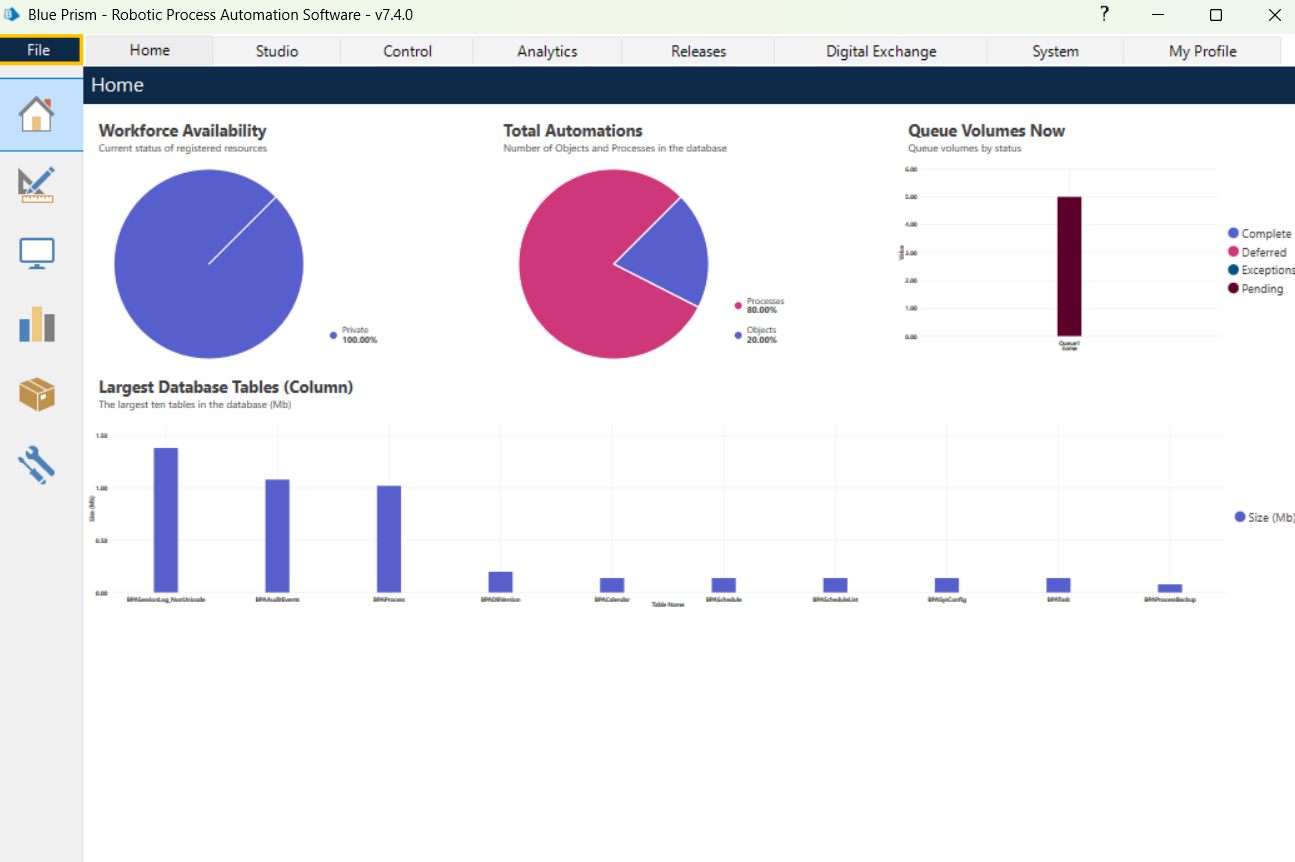 Blue Prism - Robotic Process Automation Software - v7.4.0
?
File
Home
Studio
Control
Analytics
Releases
Digital Exchange
System
My Profile
Home
Workforce Availability
Current status of registered resources
Private
100.00%
Total Automations
Number of Objects and Processes in the database
Processes
80.00%
Objects
20.00%
Queue Volumes Now
Queue volumes by status
6.00
5.00
4.00
3.00
2.00
1.00
0.00
Value
Queue1
Complete
Deferred
Exceptions
Pending
Largest Database Tables (Column)
The largest ten tables in the database (Mb)
1.50
1.00
0.50
0.00
Size (Mb)
BPASessionLog_NonUnicode
BPAAuditEvents
BPAProcess
BPADBVersion
BPACalendar
BPASchedule
BPAScheduleList
BPASysConfig
BPATask
BPAProcessBackup
Table Name
Size (Mb)